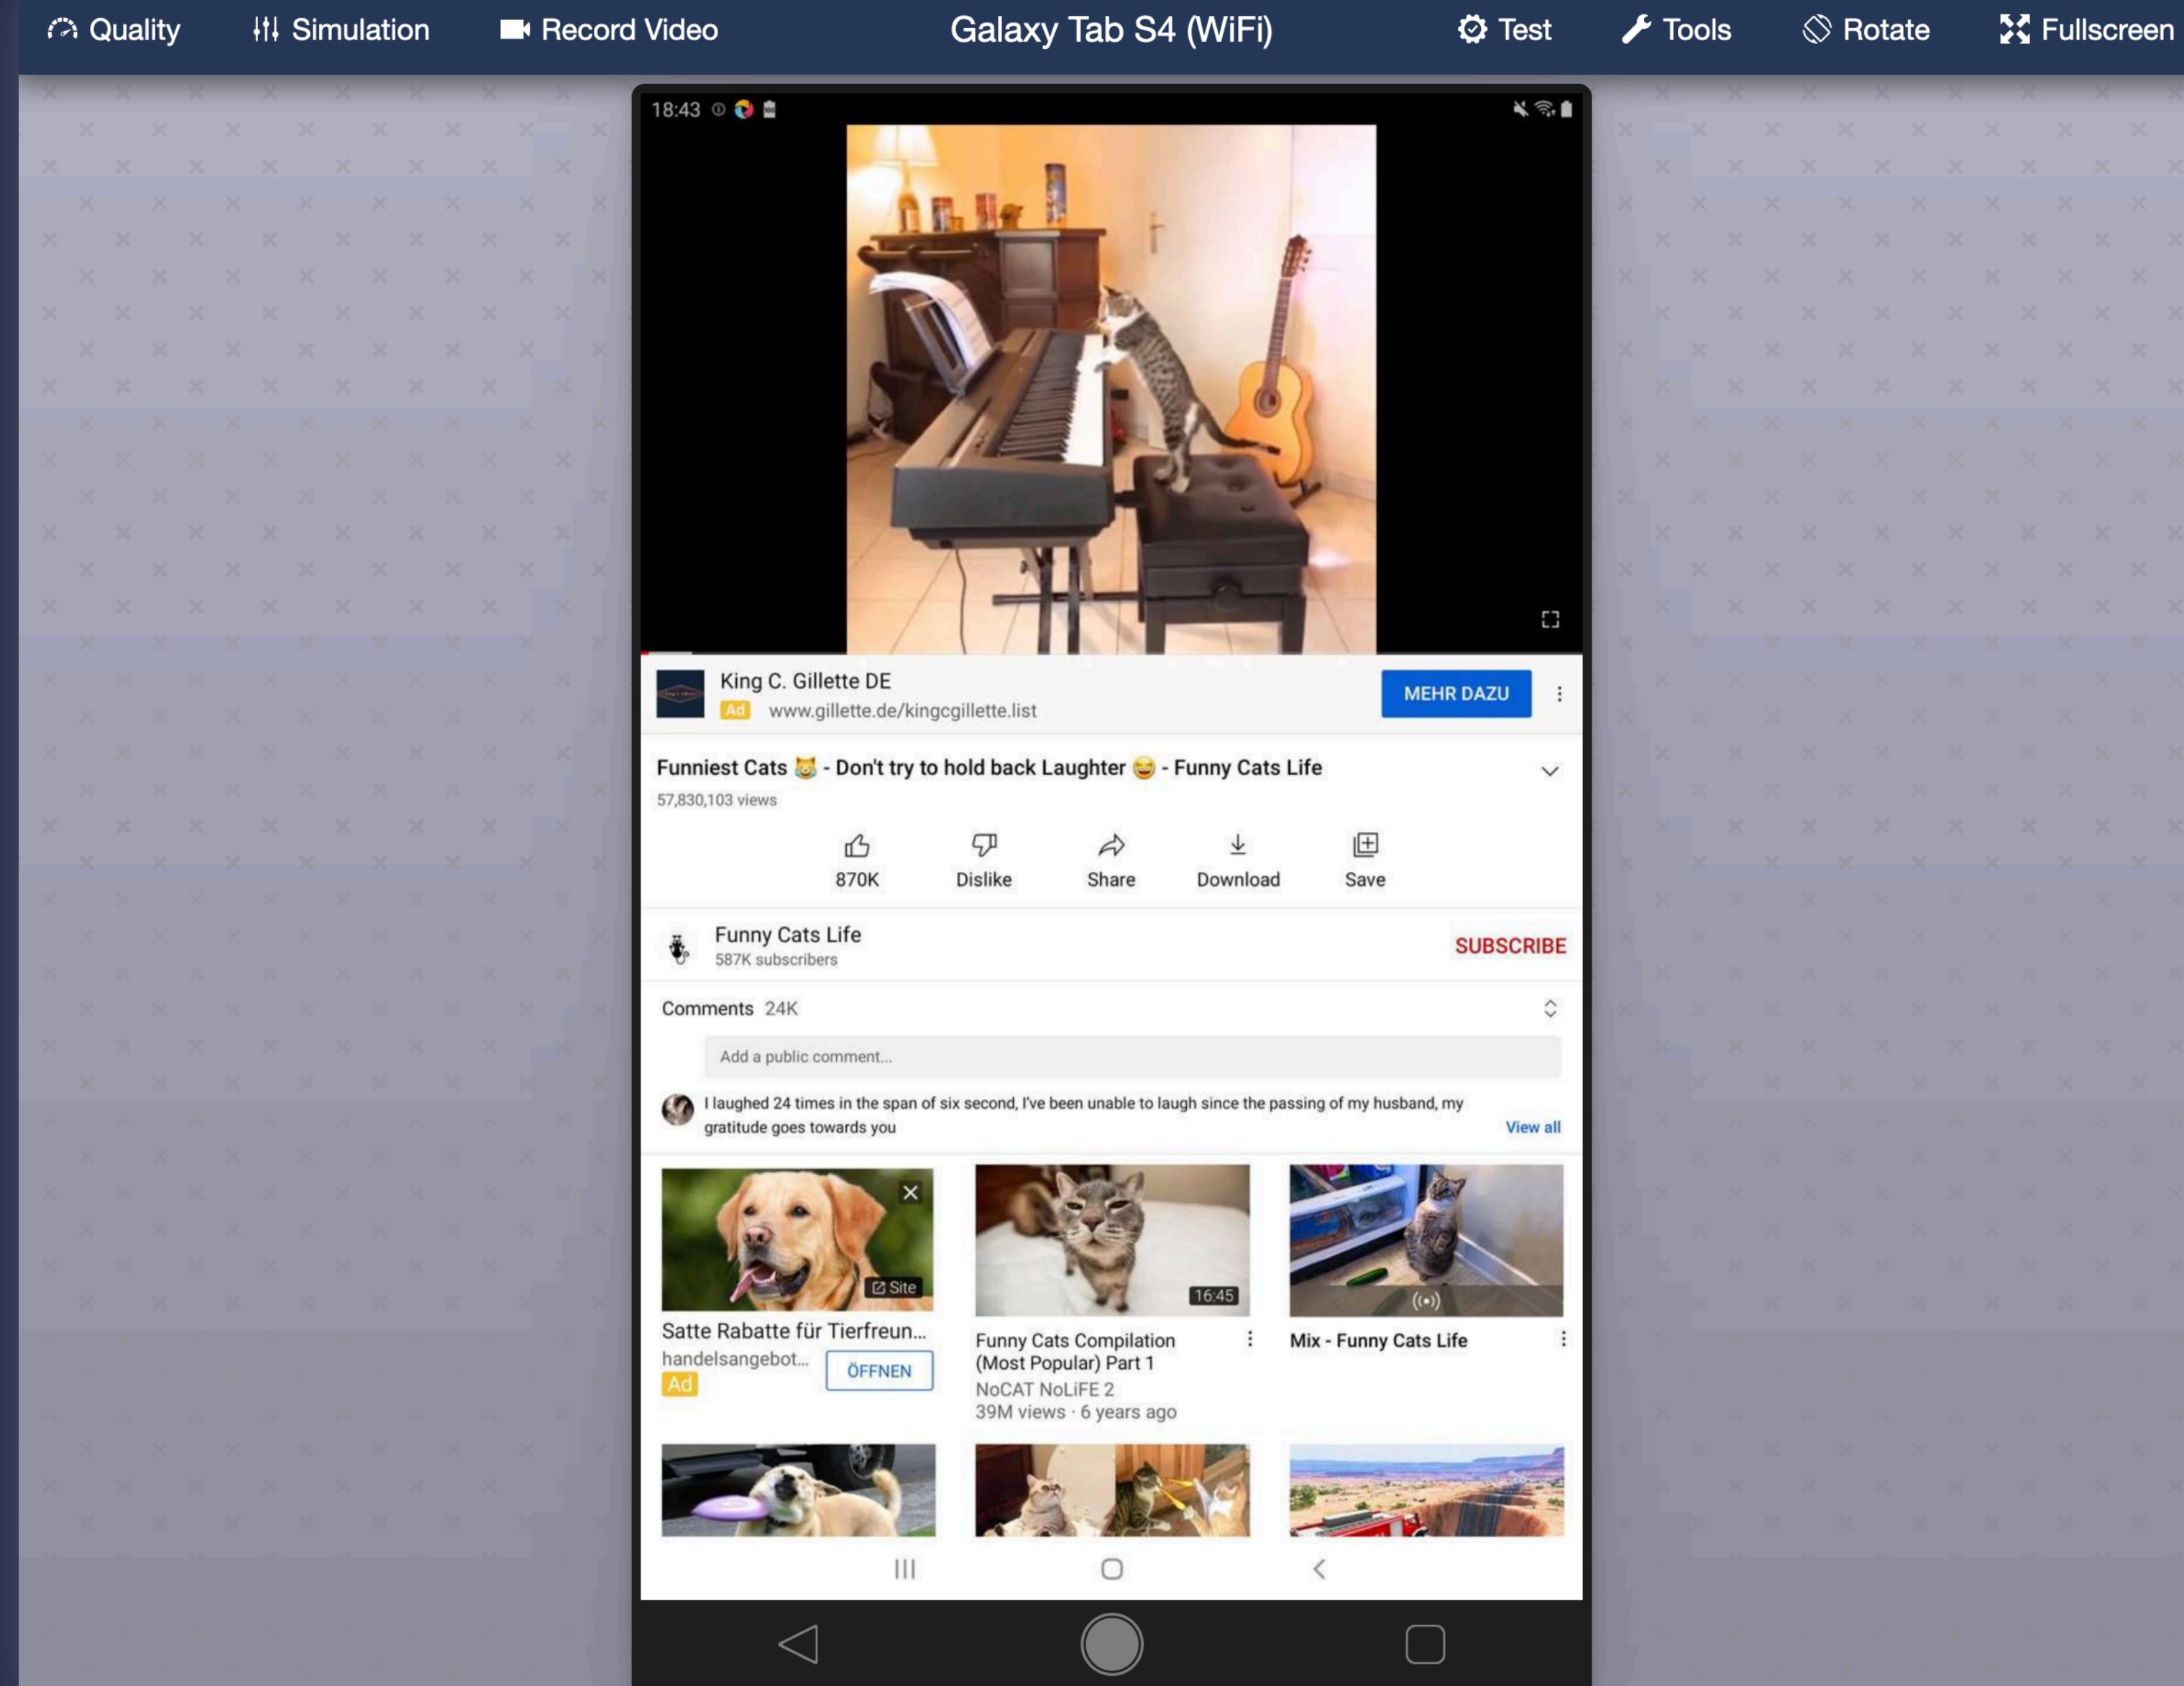 Quality Simulation Record Video Galaxy Tab S4 (WiFi) Test Tools Rotate Fullscreen
18:43
King C. Gillette DE
Ad www.gillette.de/kingcgillette.list
MEHR DAZU
Funniest Cats 😹 - Don't try to hold back Laughter 😂 - Funny Cats Life
57,830,103 views
870K Dislike Share Download Save
Funny Cats Life
587K subscribers
SUBSCRIBE
Comments 24K
Add a public comment...
I laughed 24 times in the span of six second, I've been unable to laugh since the passing of my husband, my
gratitude goes towards you
View all
Site
Satte Rabatte für Tierfreun...
handelsangebot...
Ad
ÖFFNEN
16:45
Funny Cats Compilation
(Most Popular) Part 1
NoCAT NoLiFE 2
39M views · 6 years ago
Mix - Funny Cats Life